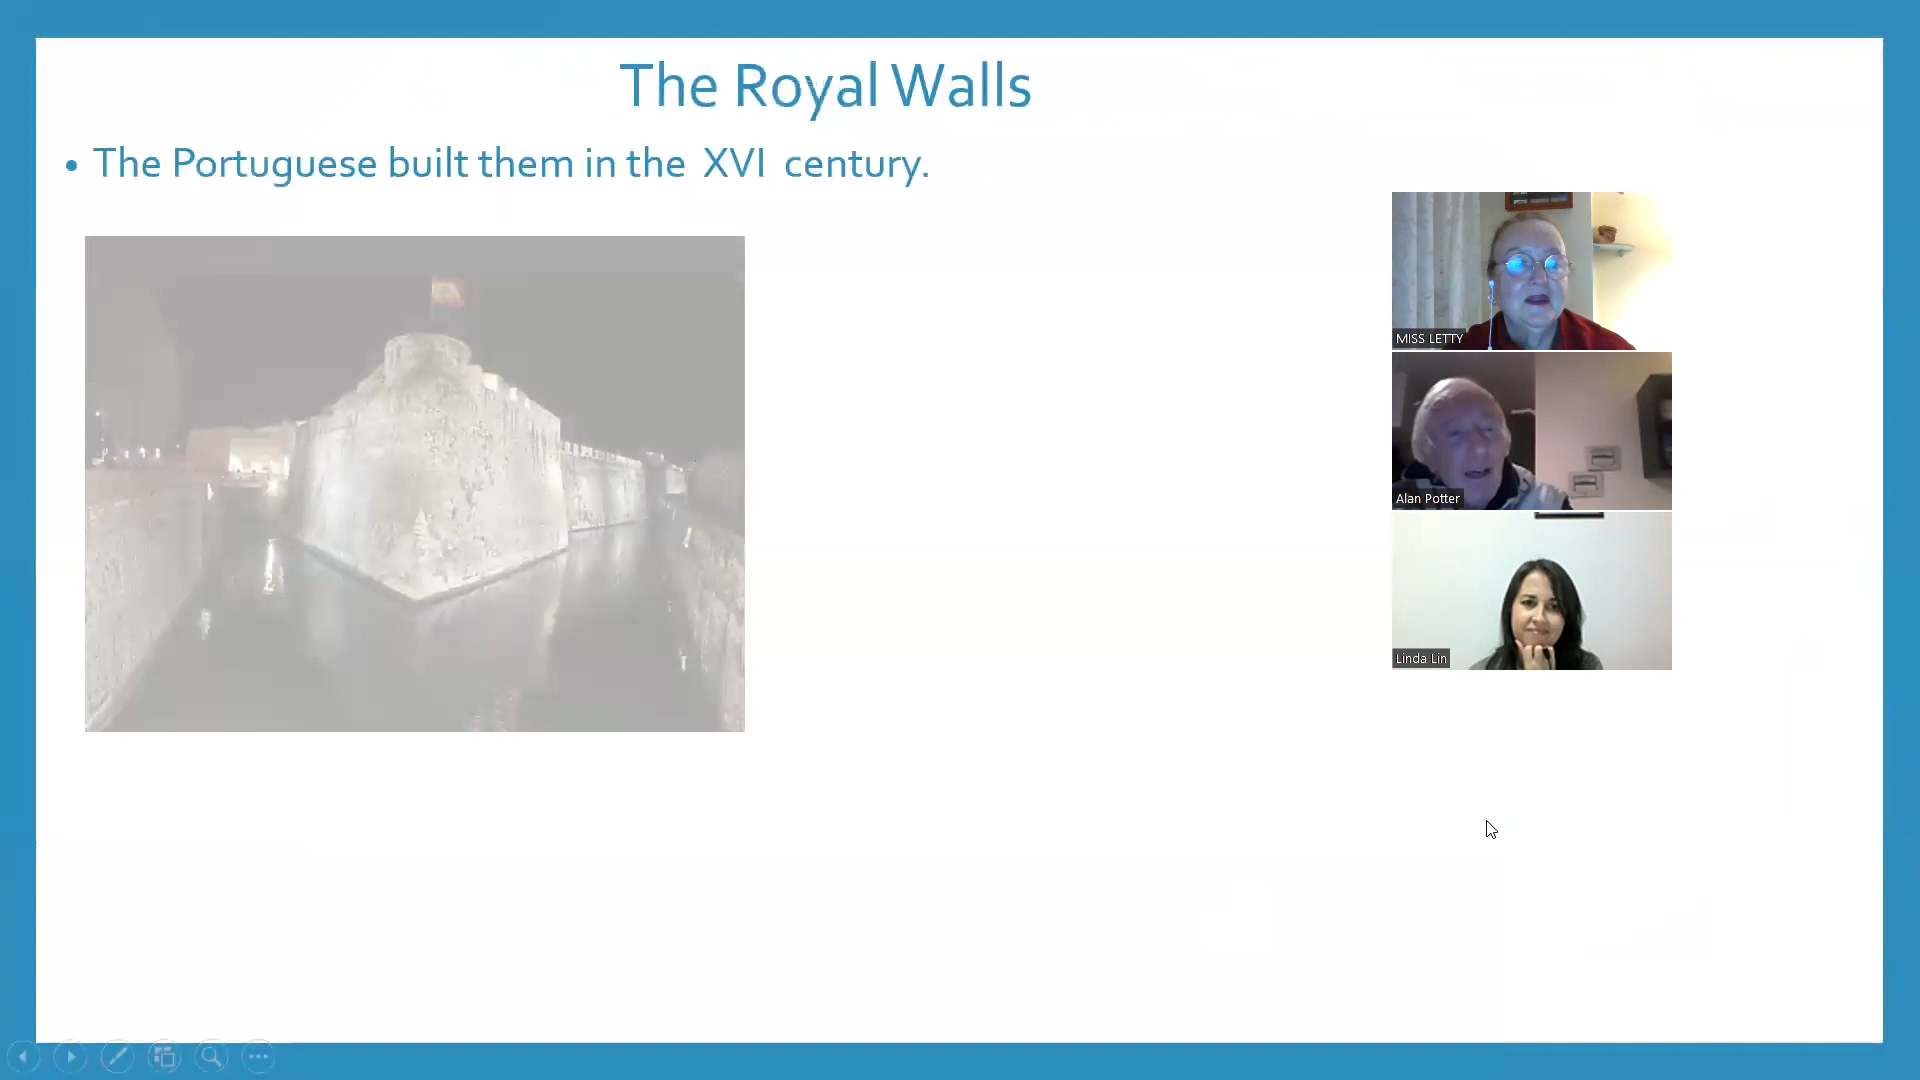 The Royal Walls
• The Portuguese built them in the XVI century.
MISS LETTY
Alan Potter
Linda Lin